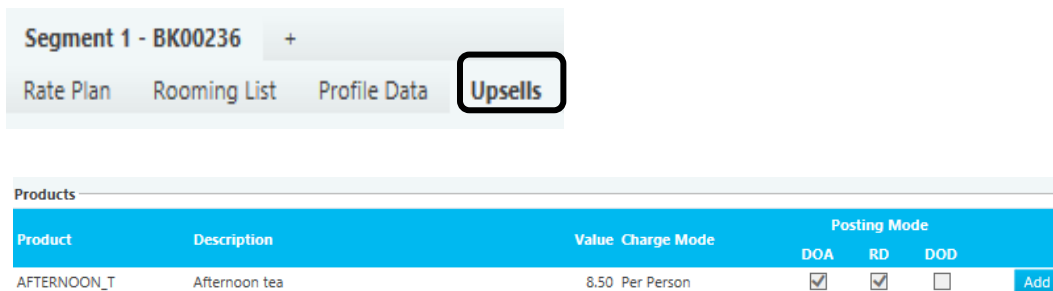 Segment 1 - BK00236 +
Rate Plan Rooming List Profile Data Upsells
Products
Posting Mode
Product Description Value Charge Mode
DOA RD DOD
AFTERNOON_T Afternoon tea 8.50 Per Person Add